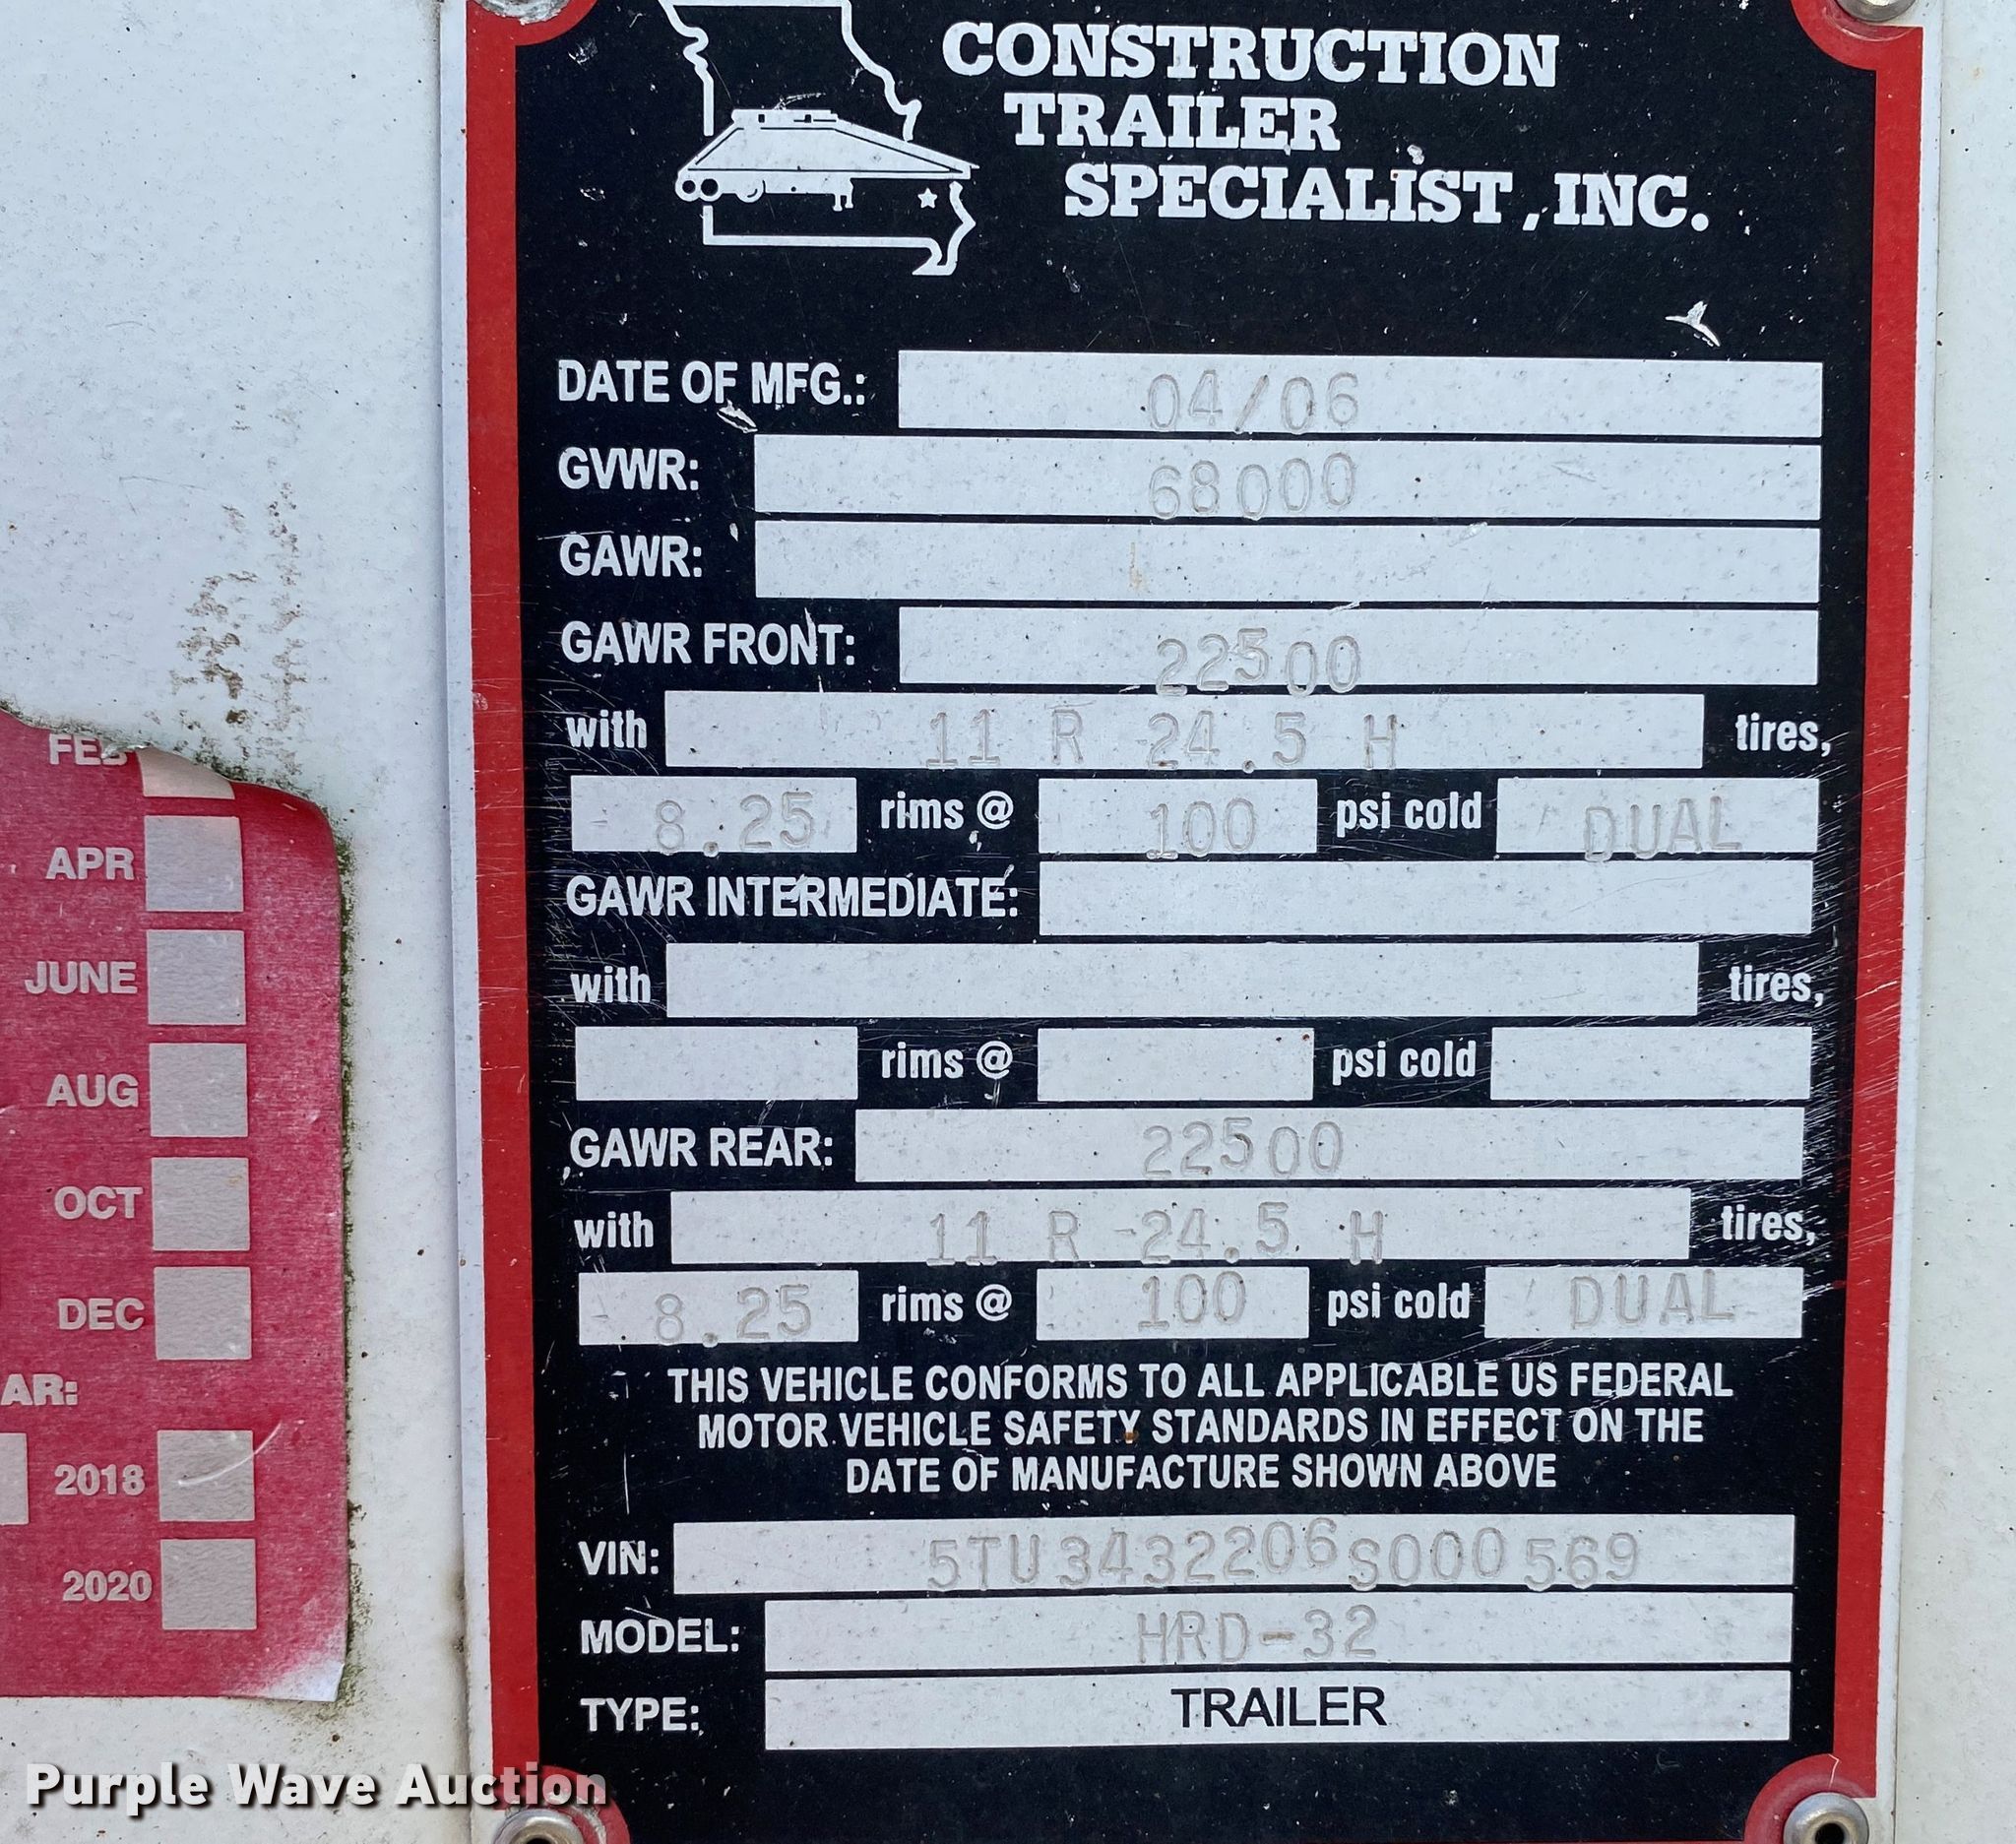 CONSTRUCTION
TRAILER
SPECIALIST, INC.
DATE OF MFG.: 04/06
GVWR: 68000
GAWR:
GAWR FRONT: 22500
with 11 R 24.5 H tires,
8.25 rims @ 100 psi cold DUAL
GAWR INTERMEDIATE:
with tires,
rims @ psi cold
GAWR REAR: 22500
with 11 R 24.5 H tires,
8.25 rims @ 100 psi cold DUAL
THIS VEHICLE CONFORMS TO ALL APPLICABLE US FEDERAL
MOTOR VEHICLE SAFETY STANDARDS IN EFFECT ON THE
DATE OF MANUFACTURE SHOWN ABOVE
VIN: 5TU3432206S000569
MODEL: HRD-32
TYPE: TRAILER
FEB
APR
JUNE
AUG
OCT
DEC
AR:
2018
2020
Purple Wave Auction